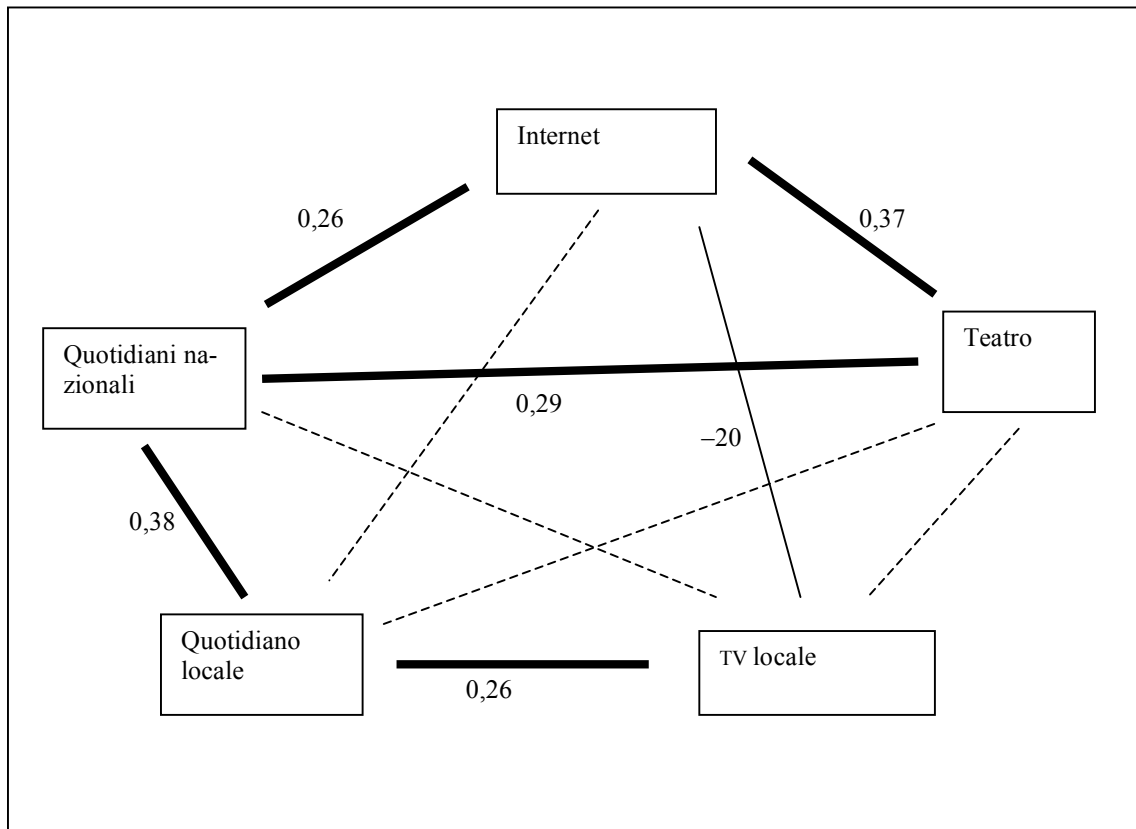 Internet
0,26
0,37
Quotidiani na-
zionali
Teatro
0,29
–20
0,38
Quotidiano
locale
TV locale
0,26